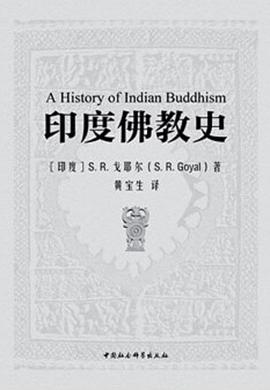 A History of Indian Buddhism
印度佛教史
［印度］S. R. 戈耶尔（S. R. Goyal）著
黄宝生 译
中国社会科学出版社